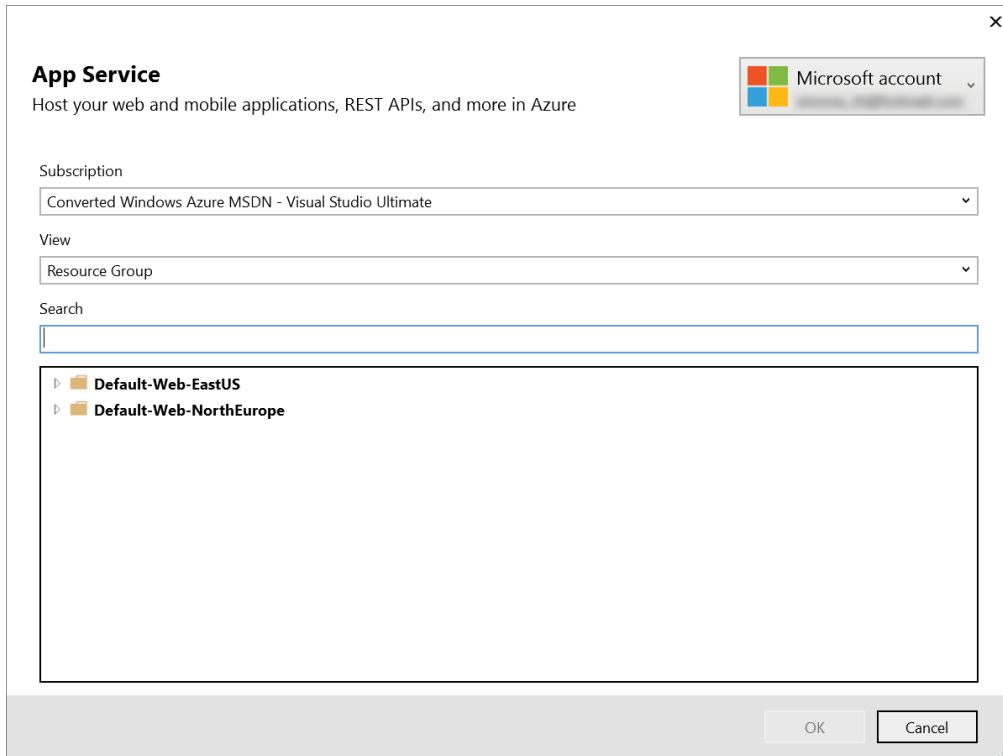 App Service
Host your web and mobile applications, REST APIs, and more in Azure
Microsoft account
Subscription
Converted Windows Azure MSDN - Visual Studio Ultimate
View
Resource Group
Search
Default-Web-EastUS
Default-Web-NorthEurope
OK
Cancel